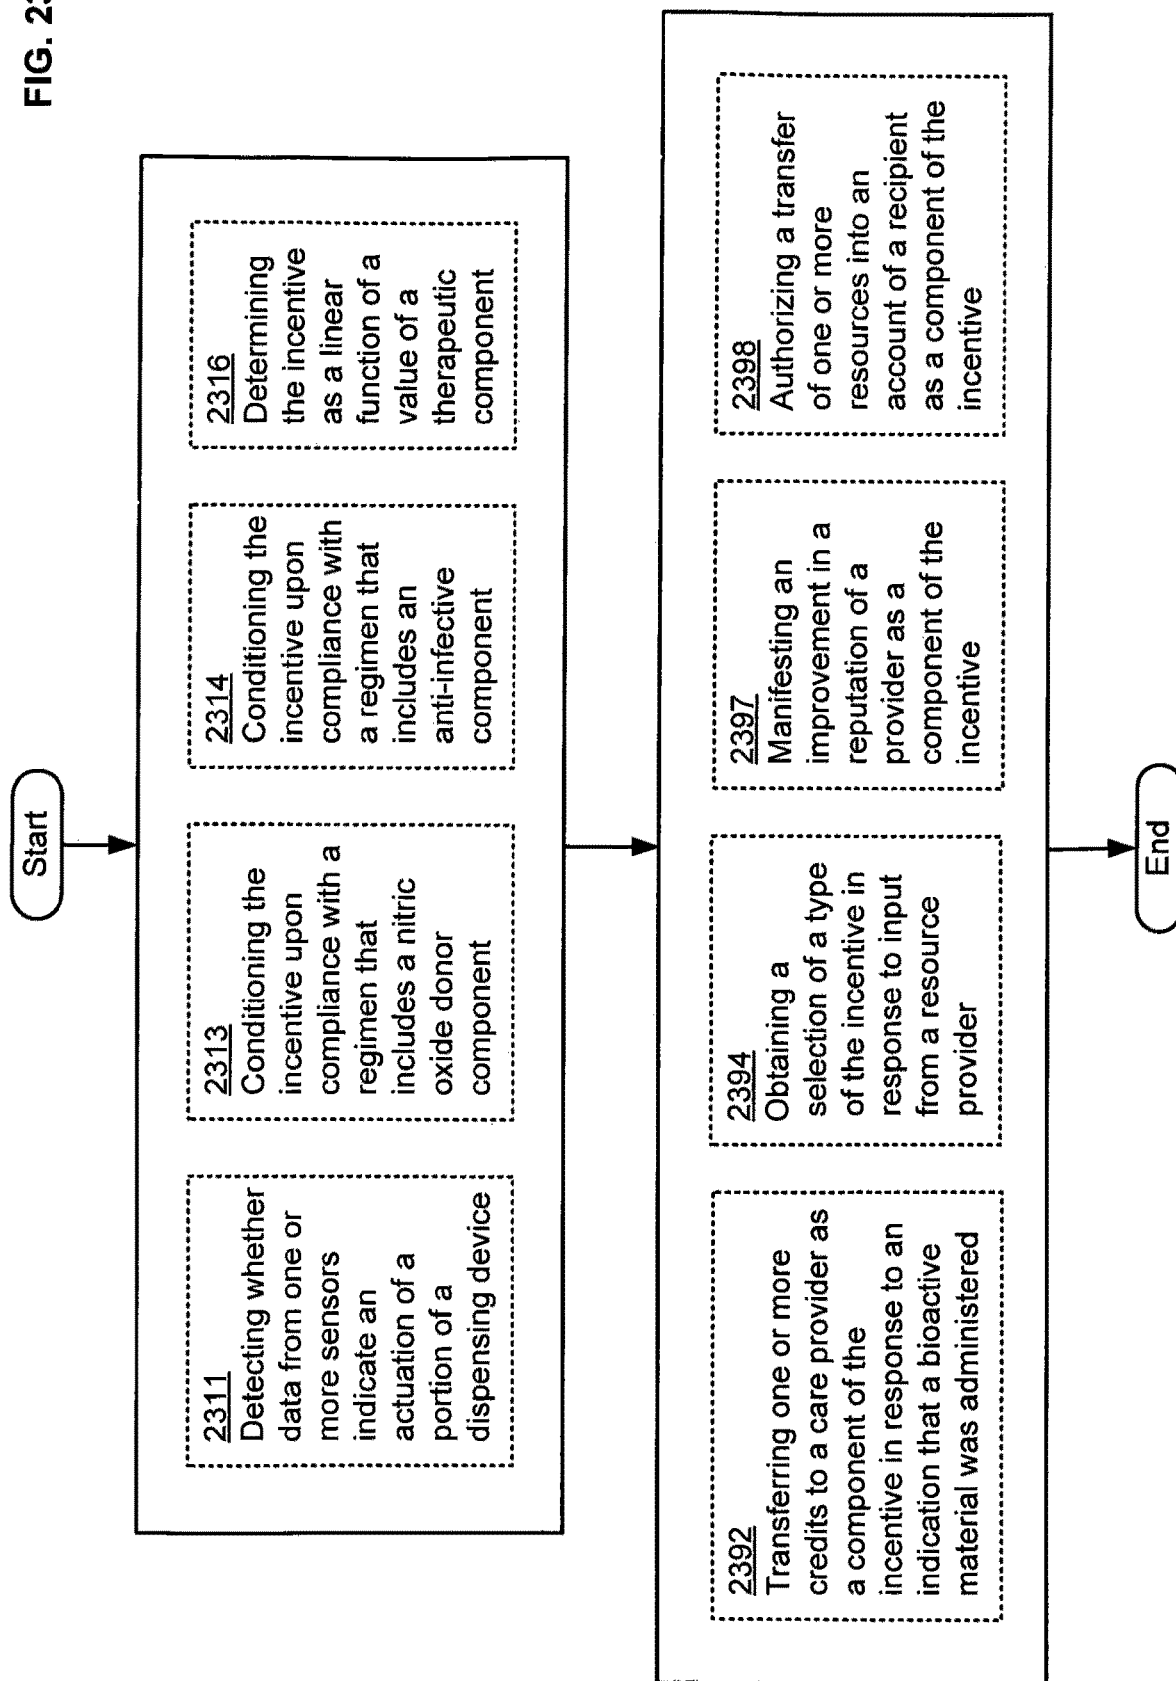 FIG. 23
Start
2311
Detecting whether
data from one or
more sensors
indicate an
actuation of a
portion of a
dispensing device
2313
Conditioning the
incentive upon
compliance with a
regimen that
includes a nitric
oxide donor
component
2314
Conditioning the
incentive upon
compliance with
a regimen that
includes an
anti-infective
component
2316
Determining
the incentive
as a linear
function of a
value of a
therapeutic
component
2392
Transferring one or more
credits to a care provider as
a component of the
incentive in response to an
indication that a bioactive
material was administered
2394
Obtaining a
selection of a type
of the incentive in
response to input
from a resource
provider
2397
Manifesting an
improvement in a
reputation of a
provider as a
component of the
incentive
2398
Authorizing a transfer
of one or more
resources into an
account of a recipient
as a component of the
incentive
End